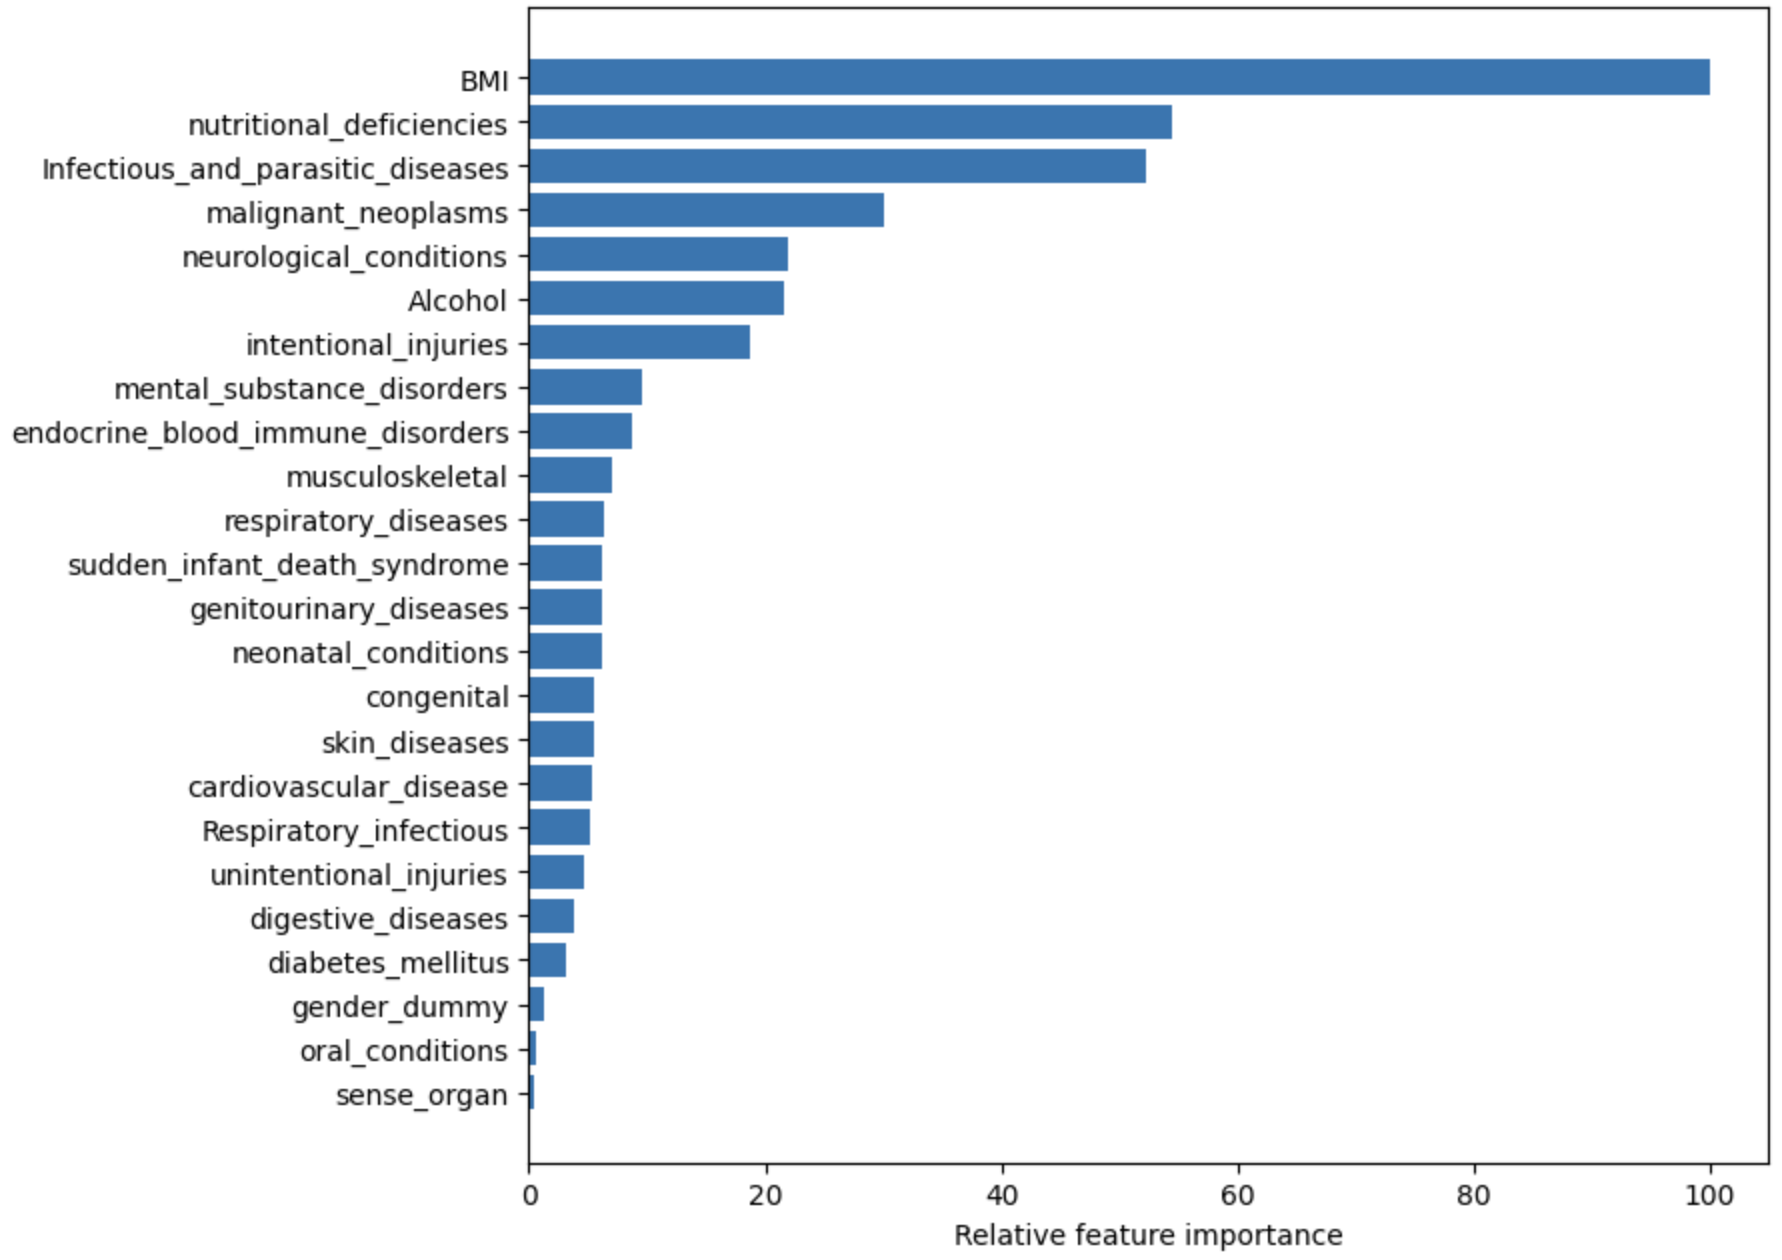 BMI
nutritional_deficiencies
Infectious_and_parasitic_diseases
malignant_neoplasms
neurological_conditions
Alcohol
intentional_injuries
mental_substance_disorders
endocrine_blood_immune_disorders
musculoskeletal
respiratory_diseases
sudden_infant_death_syndrome
genitourinary_diseases
neonatal_conditions
congenital
skin_diseases
cardiovascular_disease
Respiratory_infectious
unintentional_injuries
digestive_diseases
diabetes_mellitus
gender_dummy
oral_conditions
sense_organ
0 20 40 60 80 100
Relative feature importance